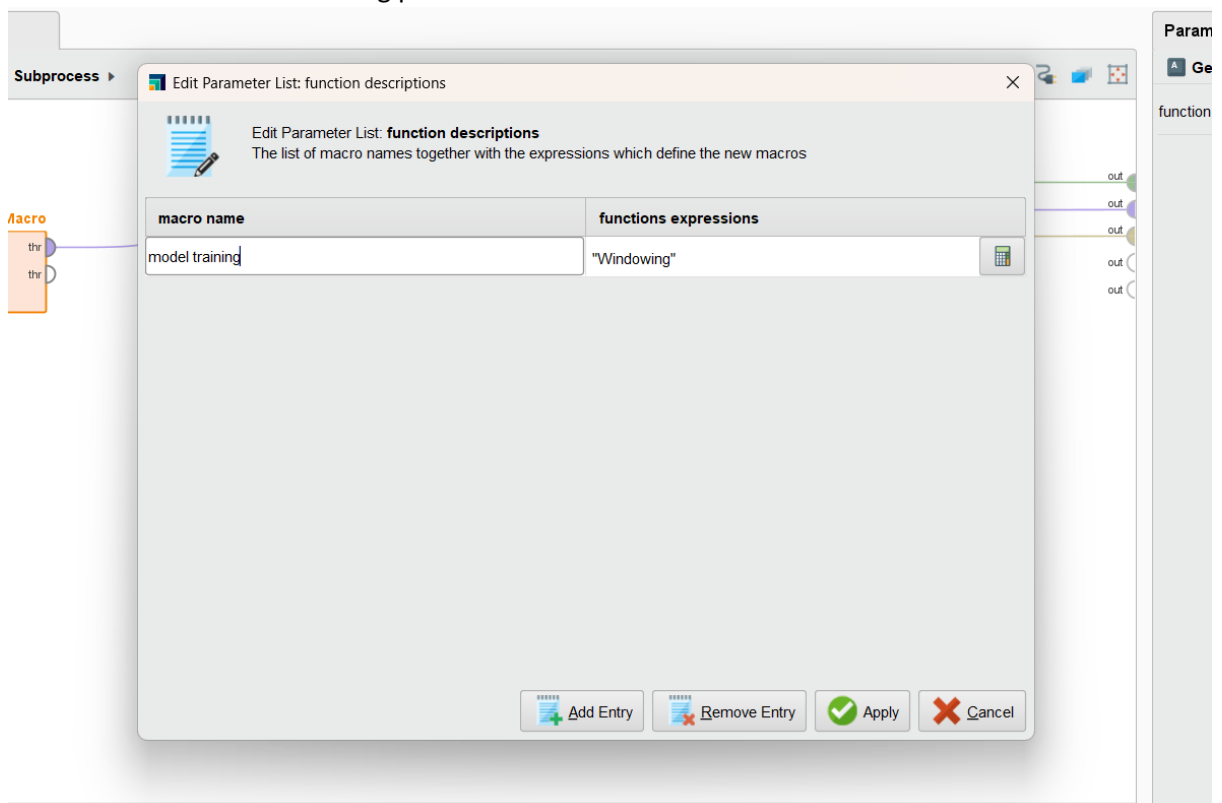 Param
Subprocess
Edit Parameter List: function descriptions
Ge
Edit Parameter List: function descriptions
The list of macro names together with the expressions which define the new macros
function
out
out
out
out
out
macro name
functions expressions
Macro
thr
thr
model training
"Windowing"
Add Entry
Remove Entry
Apply
Cancel